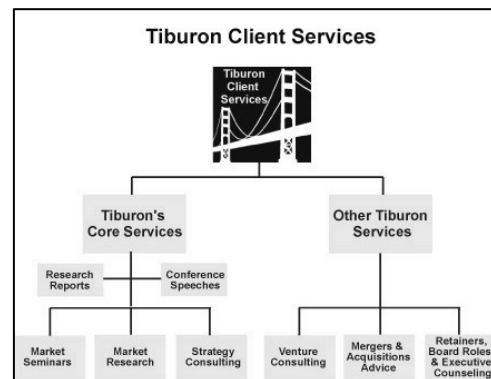 Tiburon Client Services
Tiburon
Client
Services
Tiburon's
Core Services
Other Tiburon
Services
Research
Reports
Conference
Speeches
Market
Seminars
Market
Research
Strategy
Consulting
Venture
Consulting
Mergers &
Acquisitions
Advice
Retainers,
Board Roles
& Executive
Counseling